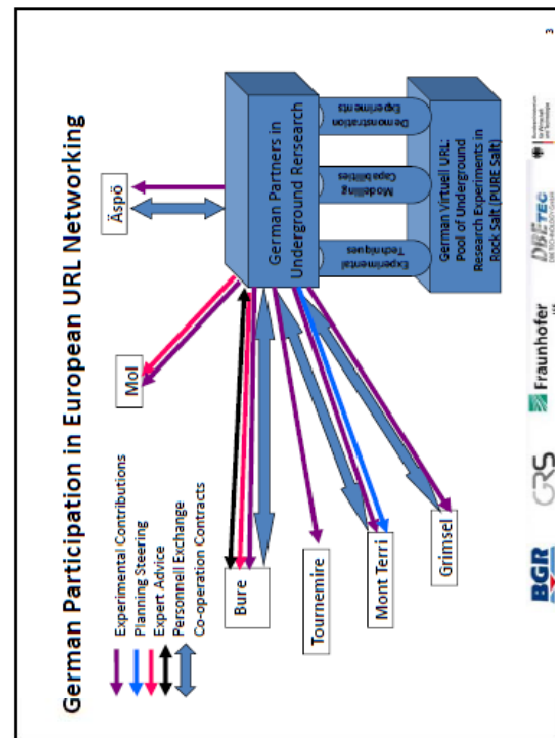 German Participation in European URL Networking
Experimental Contributions
Planning Steering
Expert Advice
Personnell Exchange
Co-operation Contracts
Mol
Äspö
Bure
Tournemire
Mont Terri
Grimsel
German Partners in
Underground Rersearch
Experimental
Techniques
Modelling
Capabilities
Demonstration
Experiments
German Virtuell URL:
Pool of Underground
Research Experiments in
Rock Salt (PURE Salt)
BGR
GRS
Fraunhofer
DBETEC
3